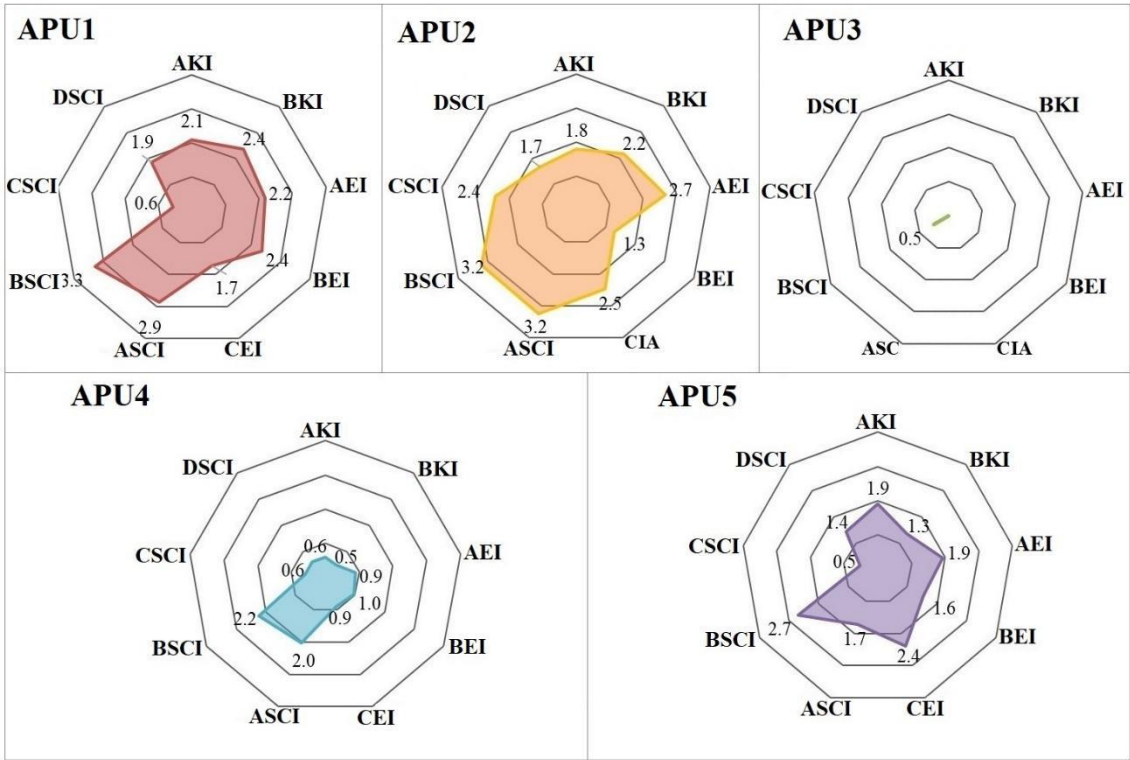 APU1
AKI
DSCI
BKI
2.1
1.9
2.4
CSCI
AEI
2.2
0.6
2.4
BSCI
3.3
BEI
1.7
2.9
ASCI
CEI
APU2
AKI
DSCI
BKI
1.8
1.7
2.2
CSCI
2.4
2.7
AEI
1.3
3.2
BSCI
BEI
2.5
3.2
ASCI
CIA
APU3
AKI
DSCI
BKI
CSCI
AEI
0.5
BSCI
BEI
ASC
CIA
APU4
AKI
DSCI
BKI
0.6
0.5
CSCI
0.6
0.9
AEI
1.0
2.2
0.9
BSCI
BEI
2.0
ASCI
CEI
APU5
AKI
DSCI
BKI
1.9
1.4
1.3
CSCI
0.5
1.9
AEI
1.6
BSCI
2.7
BEI
1.7
2.4
ASCI
CEI